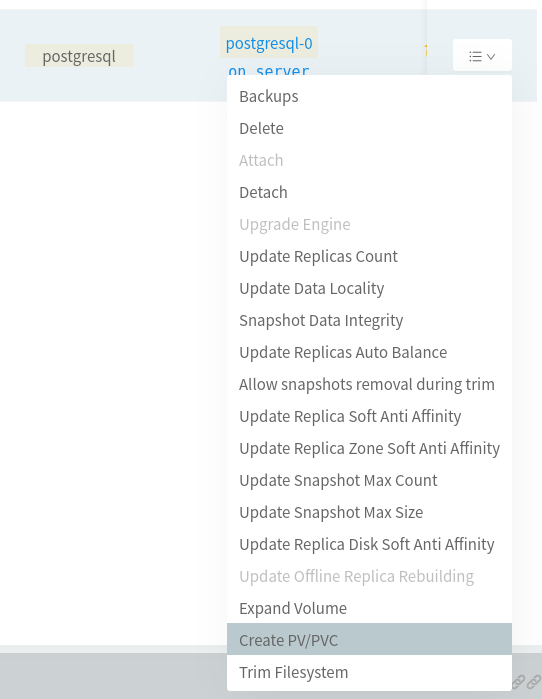 postgresql
postgresql-0
on server
Backups
Delete
Attach
Detach
Upgrade Engine
Update Replicas Count
Update Data Locality
Snapshot Data Integrity
Update Replicas Auto Balance
Allow snapshots removal during trim
Update Replica Soft Anti Affinity
Update Replica Zone Soft Anti Affinity
Update Snapshot Max Count
Update Snapshot Max Size
Update Replica Disk Soft Anti Affinity
Update Offline Replica Rebuilding
Expand Volume
Create PV/PVC
Trim Filesystem